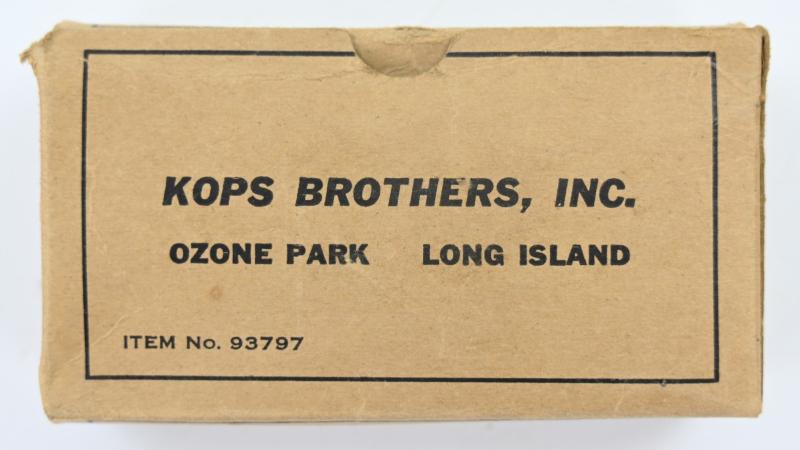 KOPS BROTHERS, INC.
OZONE PARK LONG ISLAND
ITEM No. 93797